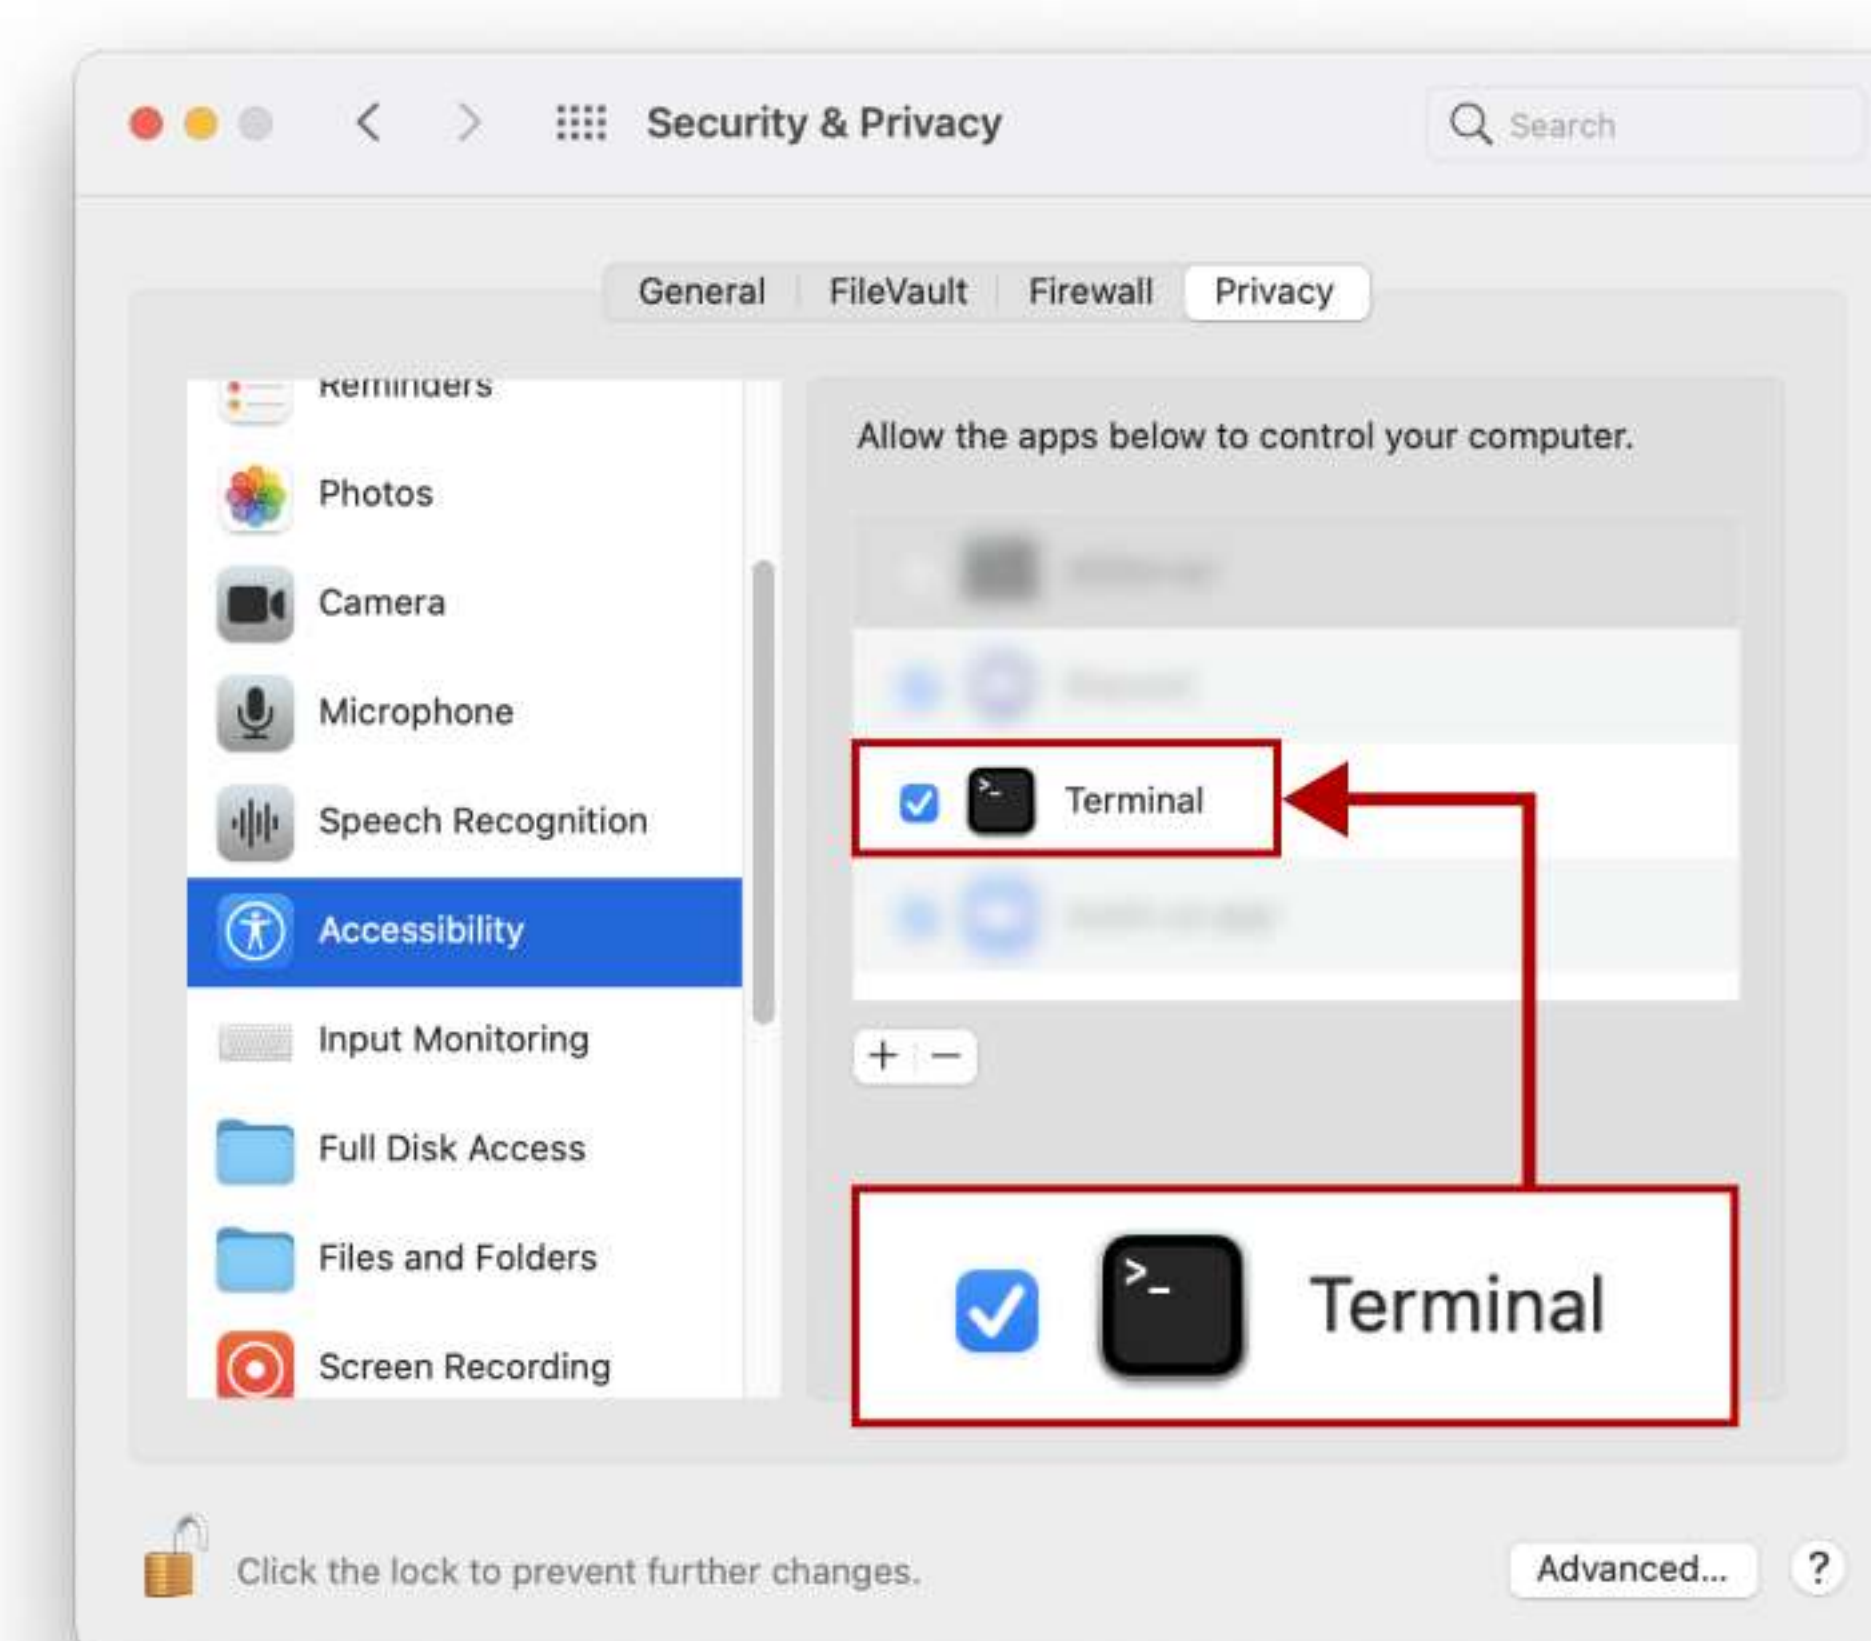 Security & Privacy
Search
General
FileVault
Firewall
Privacy
Reminders
Photos
Camera
Microphone
Speech Recognition
Accessibility
Input Monitoring
Full Disk Access
Files and Folders
Screen Recording
Allow the apps below to control your computer.
>_
Terminal
+ −
>_
Terminal
Click the lock to prevent further changes.
Advanced...
?